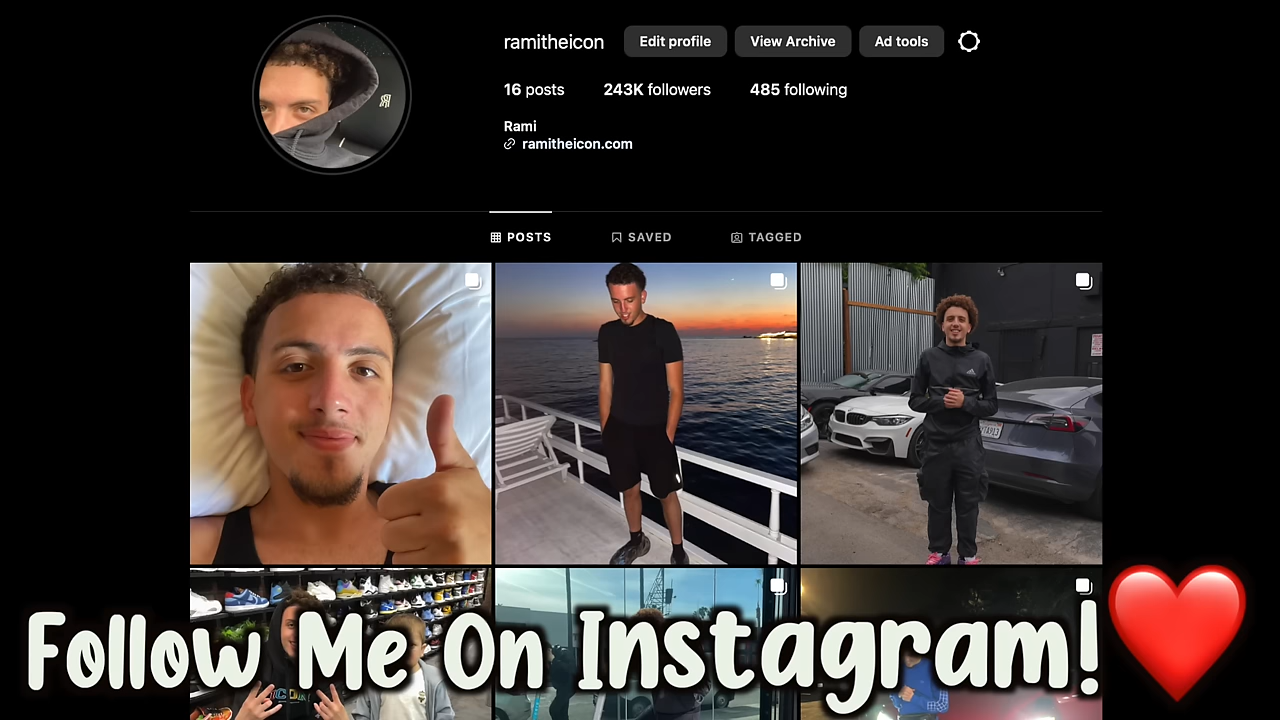 ramitheicon Edit profile View Archive Ad tools
16 posts 243K followers 485 following
Rami
ramitheicon.com
POSTS SAVED TAGGED
Follow Me On Instagram!